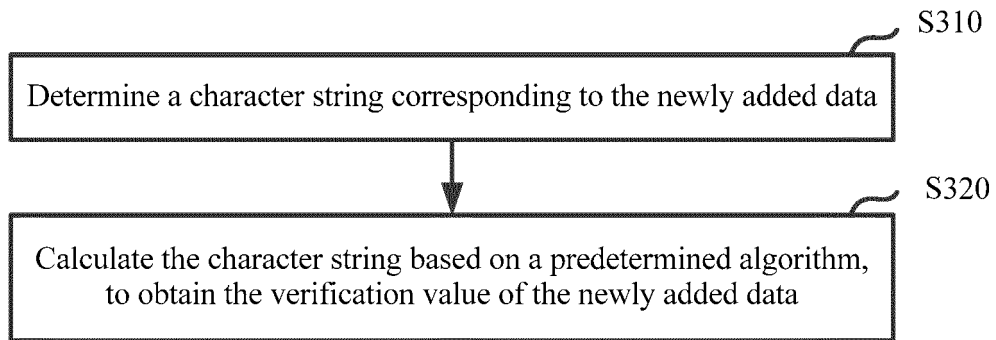 S310
Determine a character string corresponding to the newly added data
S320
Calculate the character string based on a predetermined algorithm,
to obtain the verification value of the newly added data